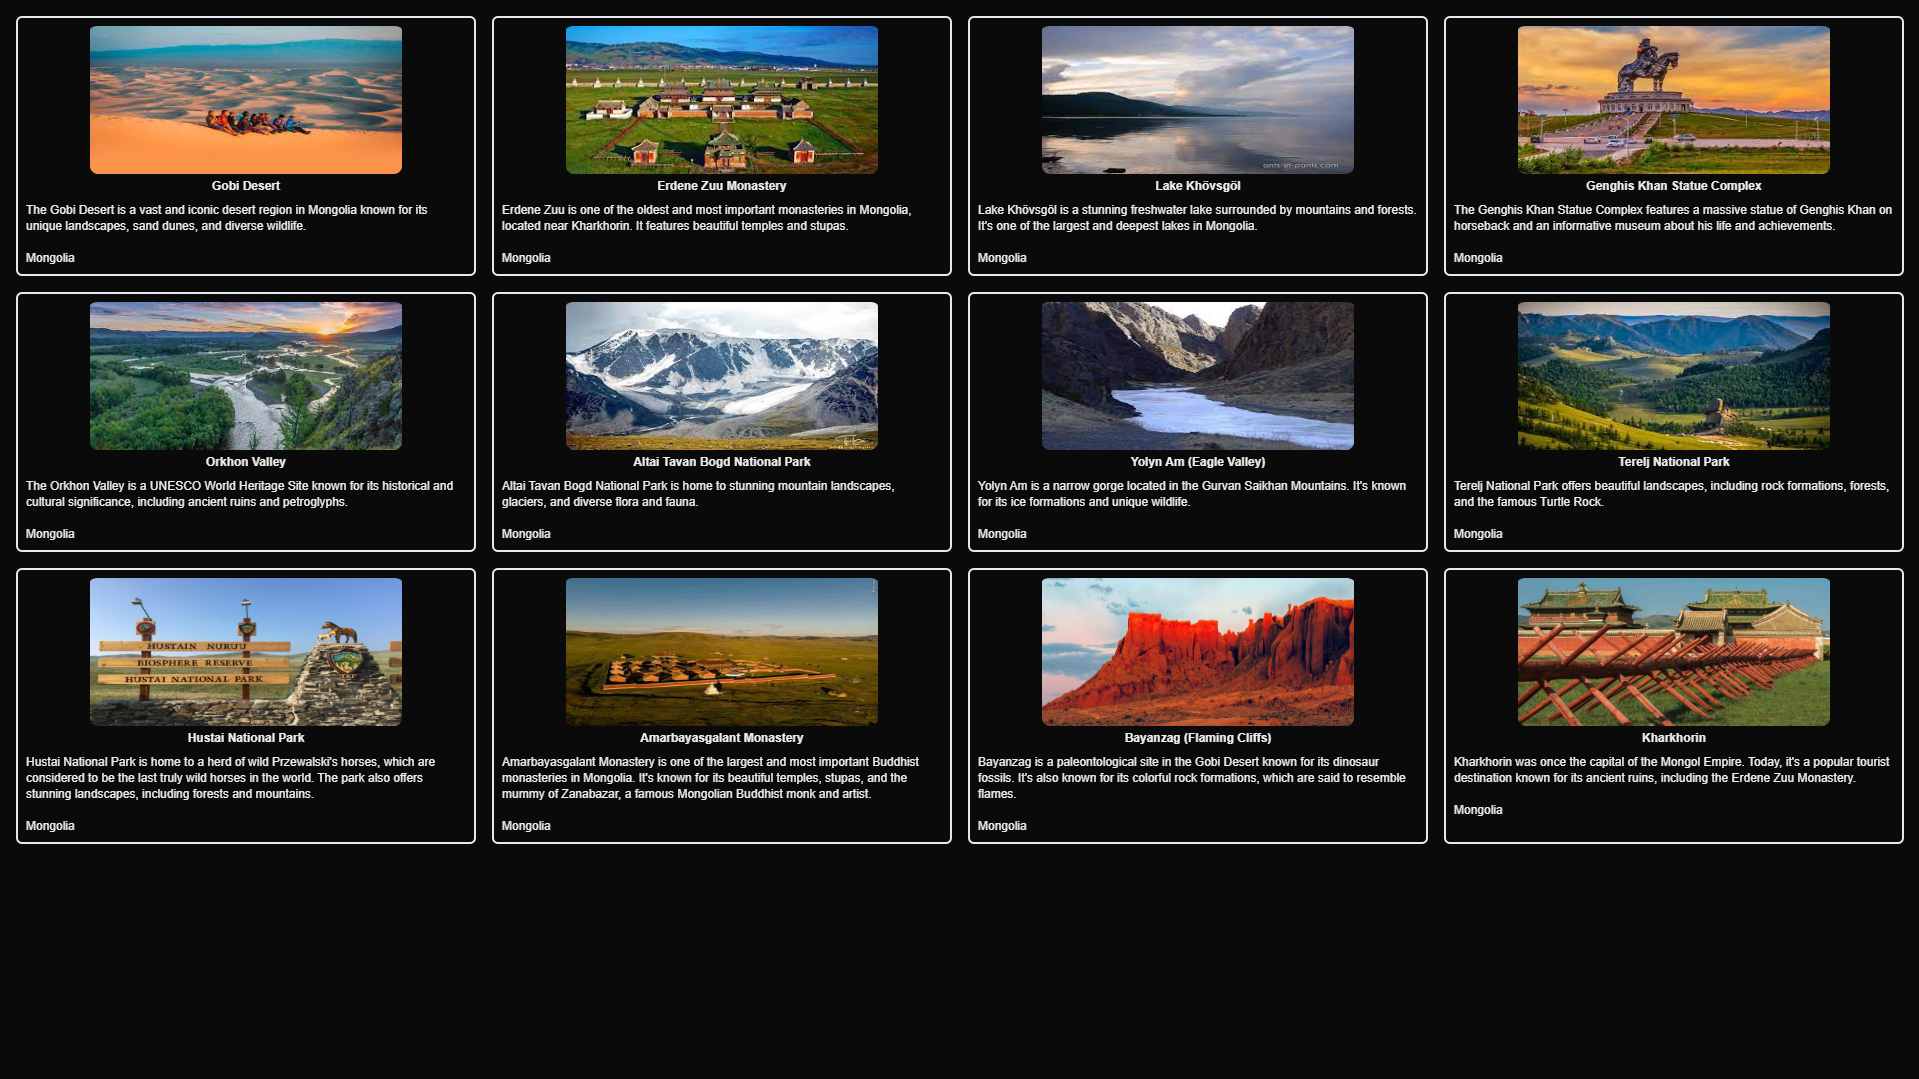 ants-in-pants.com
Gobi Desert
The Gobi Desert is a vast and iconic desert region in Mongolia known for its
unique landscapes, sand dunes, and diverse wildlife.
Mongolia
Erdene Zuu Monastery
Erdene Zuu is one of the oldest and most important monasteries in Mongolia,
located near Kharkhorin. It features beautiful temples and stupas.
Mongolia
Lake Khövsgöl
Lake Khövsgöl is a stunning freshwater lake surrounded by mountains and forests.
It's one of the largest and deepest lakes in Mongolia.
Mongolia
Genghis Khan Statue Complex
The Genghis Khan Statue Complex features a massive statue of Genghis Khan on
horseback and an informative museum about his life and achievements.
Mongolia
Orkhon Valley
The Orkhon Valley is a UNESCO World Heritage Site known for its historical and
cultural significance, including ancient ruins and petroglyphs.
Mongolia
Altai Tavan Bogd National Park
Altai Tavan Bogd National Park is home to stunning mountain landscapes,
glaciers, and diverse flora and fauna.
Mongolia
Yolyn Am (Eagle Valley)
Yolyn Am is a narrow gorge located in the Gurvan Saikhan Mountains. It's known
for its ice formations and unique wildlife.
Mongolia
Terelj National Park
Terelj National Park offers beautiful landscapes, including rock formations, forests,
and the famous Turtle Rock.
Mongolia
HUSTAIN NURUU
BIOSPHERE RESERVE
HUSTAI NATIONAL PARK
Hustai National Park
Hustai National Park is home to a herd of wild Przewalski's horses, which are
considered to be the last truly wild horses in the world. The park also offers
stunning landscapes, including forests and mountains.
Mongolia
Amarbayasgalant Monastery
Amarbayasgalant Monastery is one of the largest and most important Buddhist
monasteries in Mongolia. It's known for its beautiful temples, stupas, and the
mummy of Zanabazar, a famous Mongolian Buddhist monk and artist.
Mongolia
Bayanzag (Flaming Cliffs)
Bayanzag is a paleontological site in the Gobi Desert known for its dinosaur
fossils. It's also known for its colorful rock formations, which are said to resemble
flames.
Mongolia
Kharkhorin
Kharkhorin was once the capital of the Mongol Empire. Today, it's a popular tourist
destination known for its ancient ruins, including the Erdene Zuu Monastery.
Mongolia